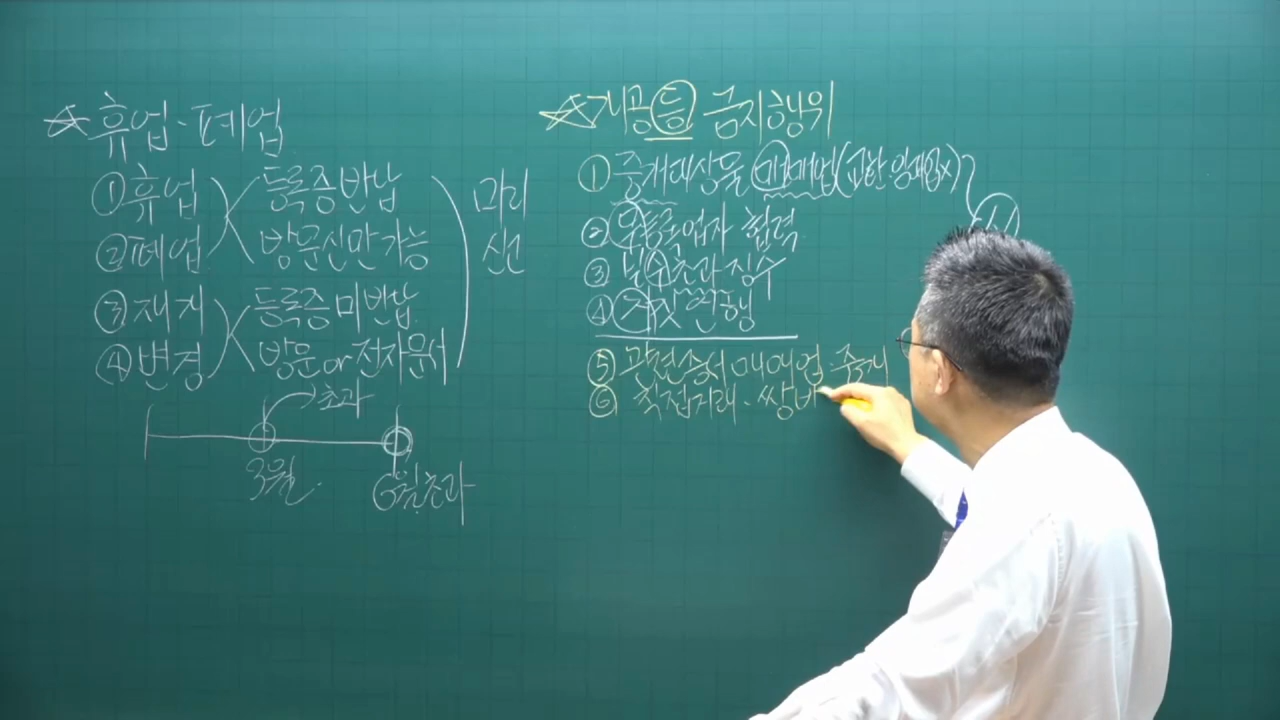 ☆휴업·폐업
①휴업 등록증반납
②폐업 방문신만가능
③재개 등록증미반납
④변경 방문or전자문서
미리
신
초과
3월
6월초과
☆개공등 금지행위
①중개대상물 매매업(교환 임대업x)
②무등록업자 협력
③보수초과징수
④거짓언행
⑤관련증서매매업 중개
⑥직접거래·쌍바